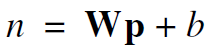 n = Wp + b